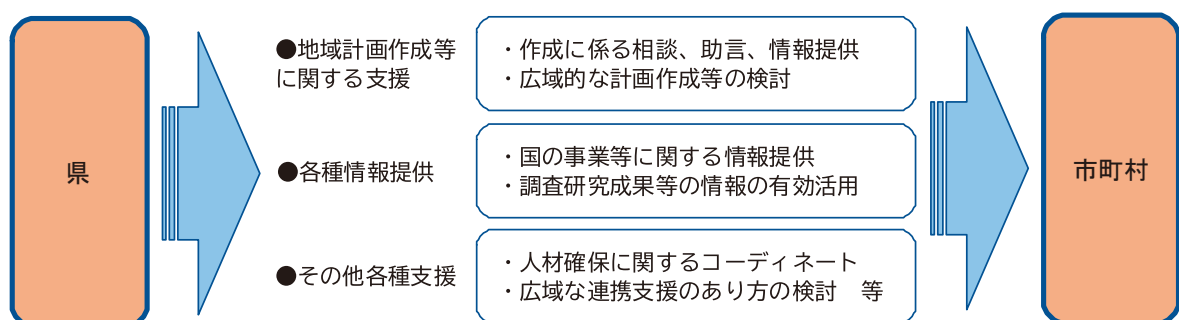 県
●地域計画作成等
に関する支援
・作成に係る相談、助言、情報提供
・広域的な計画作成等の検討
●各種情報提供
・国の事業等に関する情報提供
・調査研究成果等の情報の有効活用
●その他各種支援
・人材確保に関するコーディネート
・広域な連携支援のあり方の検討　等
市町村